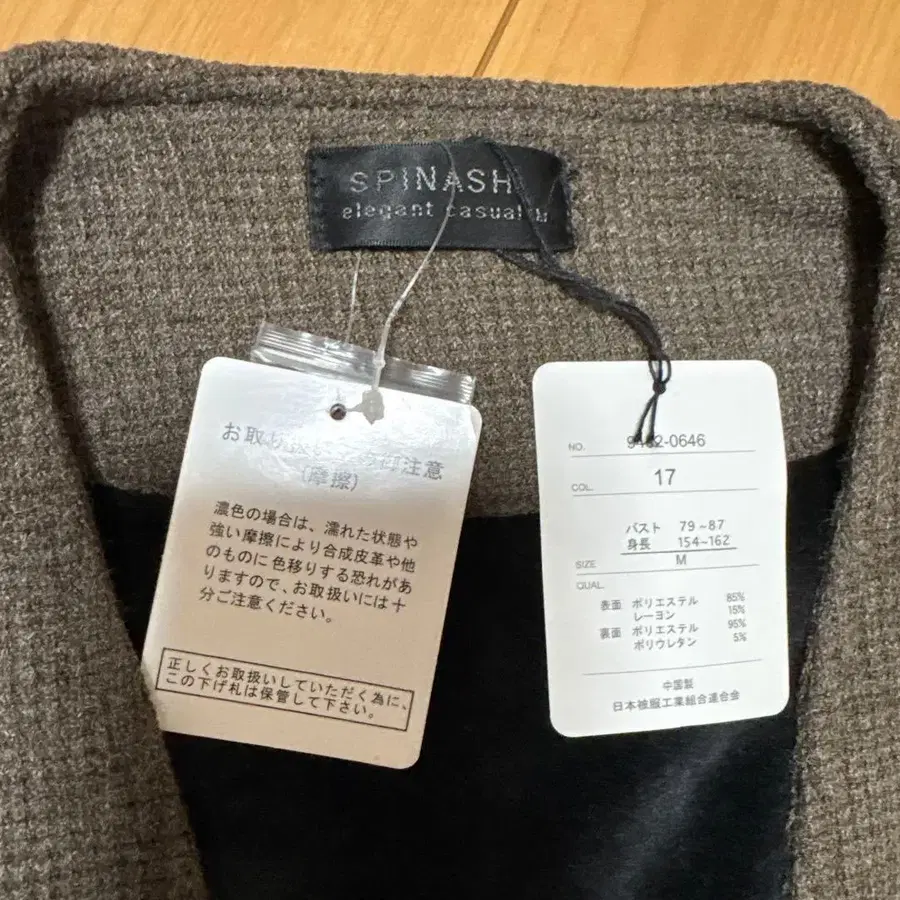 SPINASH
elegant casual M
お取り扱い の御注意
(摩擦)
濃色の場合は、濡れた状態や
強い摩擦により合成皮革や他
のものに色移りする恐れがあ
りますので、お取扱いには十
分ご注意ください。
正しくお取扱いしていただく為に、
この下げ札は保管して下さい。
NO. 9462-0646
COL. 17
バスト 79~87
身長 154~162
SIZE M
QUAL.
表面 ポリエステル 85%
レーヨン 15%
裏面 ポリエステル 95%
ポリウレタン 5%
中国製
日本被服工業組合連合会